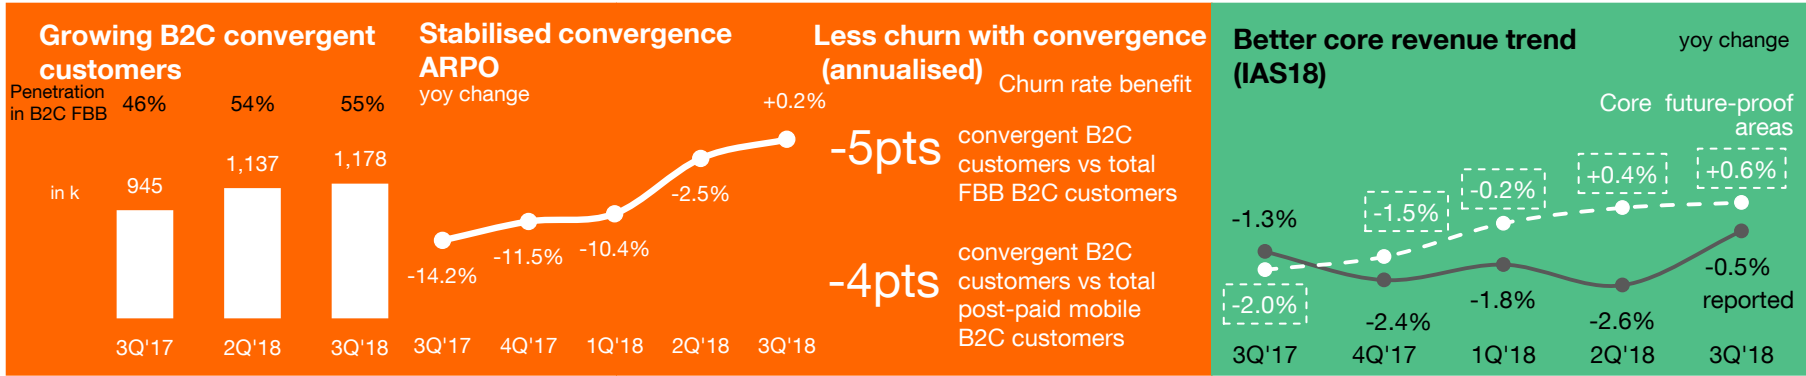 Growing B2C convergent
customers
Penetration
in B2C FBB
46%
54%
55%
in k
945
1,137
1,178
3Q'17
2Q'18
3Q'18
Stabilised convergence
ARPO
yoy change
-14.2%
-11.5%
-10.4%
-2.5%
+0.2%
3Q'17
4Q'17
1Q'18
2Q'18
3Q'18
Less churn with convergence
(annualised)
Churn rate benefit
-5pts
convergent B2C
customers vs total
FBB B2C customers
-4pts
convergent B2C
customers vs total
post-paid mobile
B2C customers
Better core revenue trend
(IAS18)
yoy change
Core future-proof
areas
-2.0%
-1.5%
-0.2%
+0.4%
+0.6%
-1.3%
-2.4%
-1.8%
-2.6%
-0.5%
reported
3Q'17
4Q'17
1Q'18
2Q'18
3Q'18